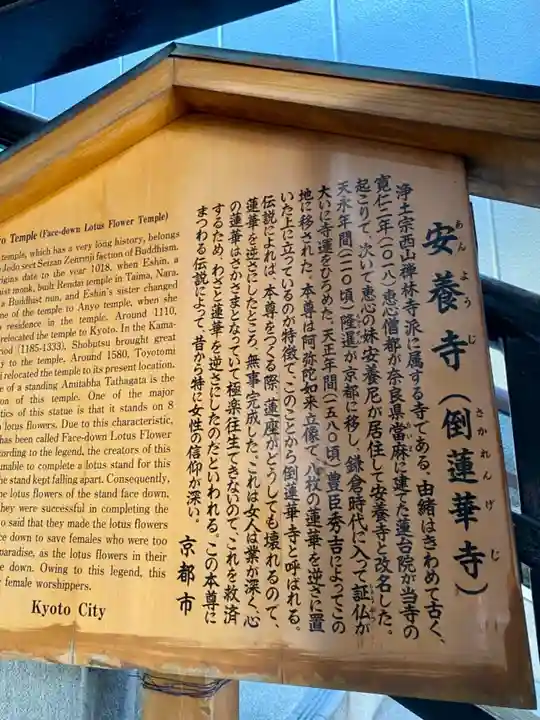 安養寺(倒蓮華寺)
あんようじ さかれんげじ
浄土宗西山禅林寺派に属する寺である。由緒はきわめて古く、
寛仁二年(一〇一八)恵心僧都が奈良県當麻に建てた蓮台院が当寺の
起こりて、次いで恵心の妹安養尼が居住して安養寺と改名した。
天永年間(一一一〇頃)隆暹が京都に移し、鎌倉時代に入って証仏が
大いに寺運をひろめた。天正年間(一五八〇頃)豊臣秀吉によってこの
地に移された。本尊は阿弥陀如来立像で、八枚の蓮華を逆さに置
いた上に立っているのが特徴で、このことから倒蓮華寺と呼ばれる。
伝説によれば、本尊をつくる際、蓮座がどうしても壊れるので、
蓮華を逆さにしたところ、無事完成した。これは女人は業が深く、心
の蓮華はさかさまとなっていて極楽往生できないので、これを救済
するため、わざと蓮華を逆さにしたのだといわれる。この本尊に
まつわる伝説によって、昔から特に女性の信仰が深い。
京都市
yo Temple (Face-down Lotus Flower Temple)
temple, which has a very long history, belongs
Jodo sect Seizan Zenrinji faction of Buddhism.
rigins date to the year 1018, when Eshin, a
ist monk, built Rendai temple in Taima, Nara.
a Buddhist nun, and Eshin's sister changed
me of the temple to Anyo temple, when she
residence in the temple. Around 1110,
relocated the temple to Kyoto. In the Kama-
riod (1185-1333), Shobutsu brought great
ty to the temple. Around 1580, Toyotomi
i relocated the temple to its present location.
e of a standing Amitabha Tathagata is the
on of this temple. One of the major
tics of this statue is that it stands on 8
lotus flowers. Due to this characteristic,
has been called Face-down Lotus Flower
cording to the legend, the creators of this
nable to complete a lotus stand for this
the stand kept falling apart. Consequently,
he lotus flowers of the stand face down,
they were successful in completing the
o said that they made the lotus flowers
ce down to save females who were too
paradise, as the lotus flowers in their
e down. Owing to this legend, this
r female worshippers.
Kyoto City